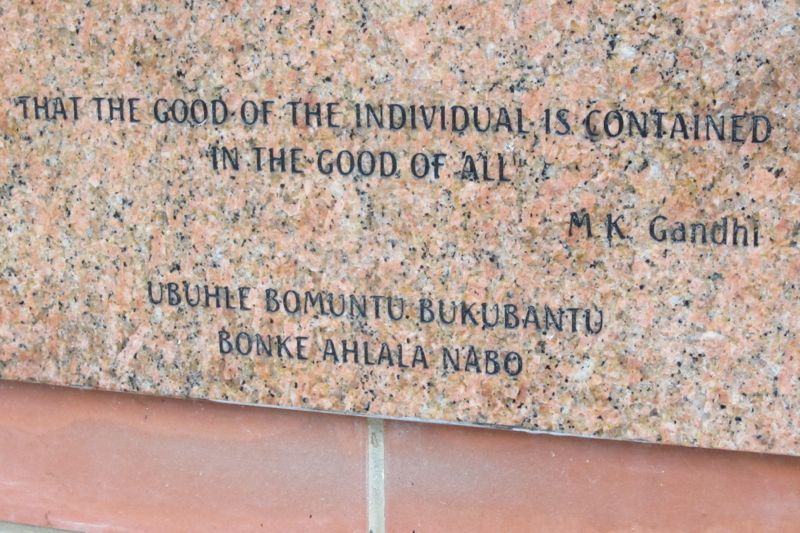 THAT THE GOOD OF THE INDIVIDUAL IS CONTAINED
IN THE GOOD OF ALL"
M.K. Gandhi
UBUHLE BOMUNTU BUKUBANTU
BONKE AHLALA NABO